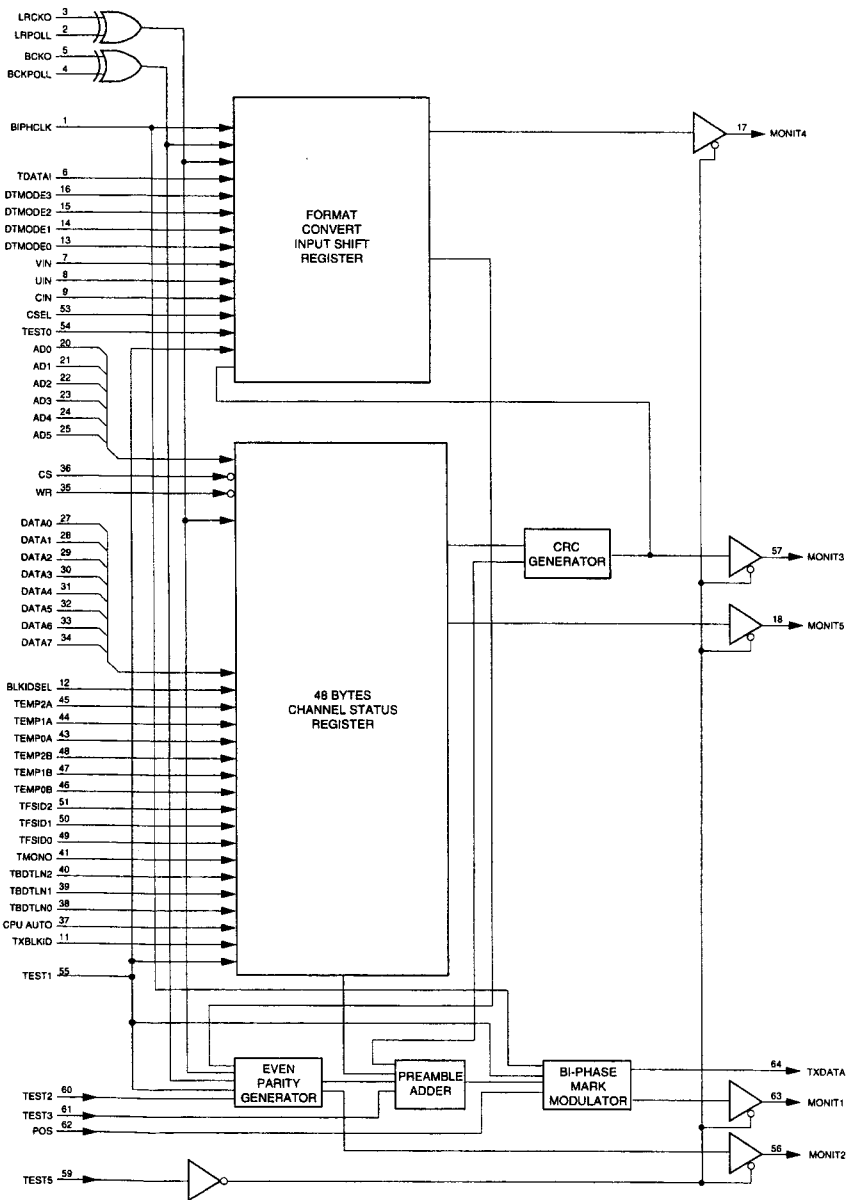 LRCKO 3
LRPOLL 2
BCKO 5
BCKPOLL 4
BIPHCLK 1
TDATAI 6
DTMODE3 16
DTMODE2 15
DTMODE1 14
DTMODE0 13
VIN 7
UIN 8
CIN 9
CSEL 53
TEST0 54
AD0 20
AD1 21
AD2 22
AD3 23
AD4 24
AD5 25
CS 36
WR 35
DATA0 27
DATA1 28
DATA2 29
DATA3 30
DATA4 31
DATA5 32
DATA6 33
DATA7 34
BLKIDSEL 12
TEMP2A 45
TEMP1A 44
TEMP0A 43
TEMP2B 48
TEMP1B 47
TEMP0B 46
TFSID2 51
TFSID1 50
TFSID0 49
TMONO 41
TBDTLN2 40
TBDTLN1 39
TBDTLN0 38
CPU AUTO 37
TXBLKID 11
TEST1 55
TEST2 60
TEST3 61
POS 62
TEST5 59
FORMAT
CONVERT
INPUT SHIFT
REGISTER
48 BYTES
CHANNEL STATUS
REGISTER
CRC
GENERATOR
EVEN
PARITY
GENERATOR
PREAMBLE
ADDER
BI-PHASE
MARK
MODULATOR
17 MONIT4
57 MONIT3
18 MONIT5
64 TXDATA
63 MONIT1
56 MONIT2